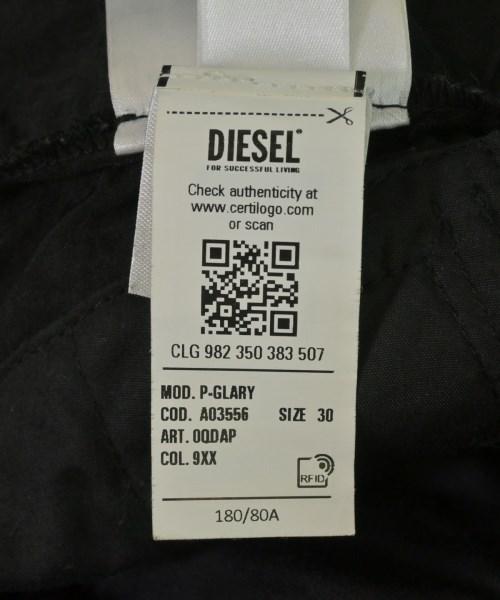 DIESEL
FOR SUCCESSFUL LIVING
Check authenticity at
www.certilogo.com
or scan
CLG 982 350 383 507
MOD. P-GLARY
COD. A03556 SIZE 30
ART. 0QDAP
COL. 9XX
RFID
180/80A